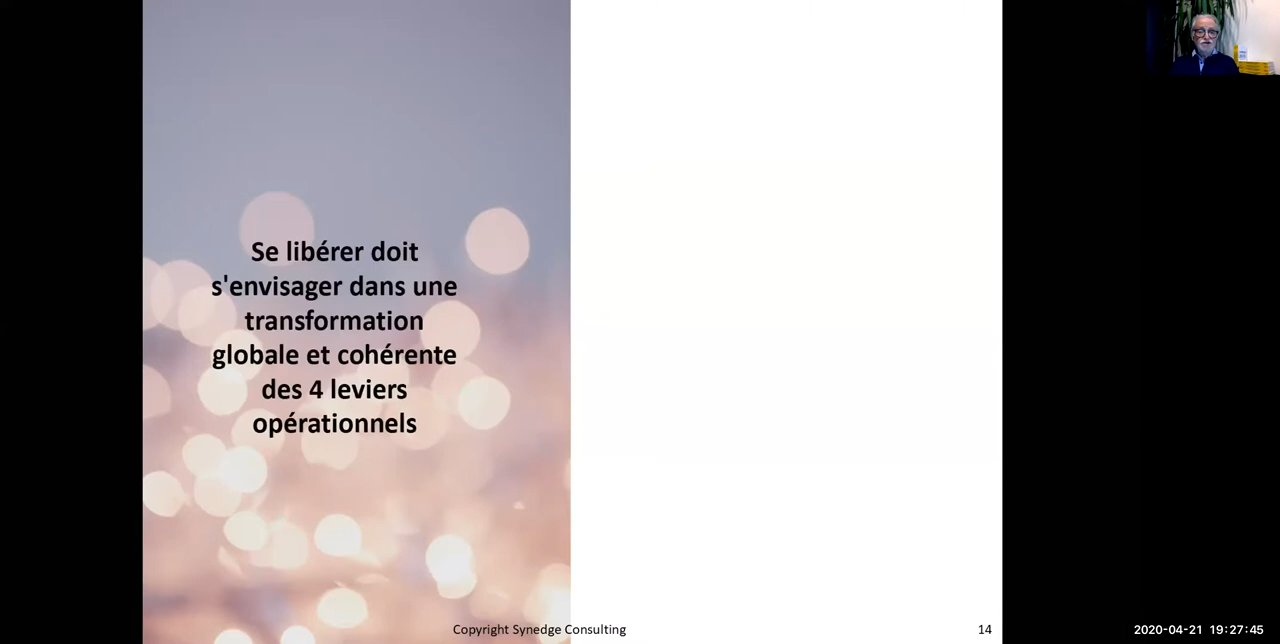 Se libérer doit
s'envisager dans une
transformation
globale et cohérente
des 4 leviers
opérationnels
Copyright Synedge Consulting
14
2020-04-21 19:27:45